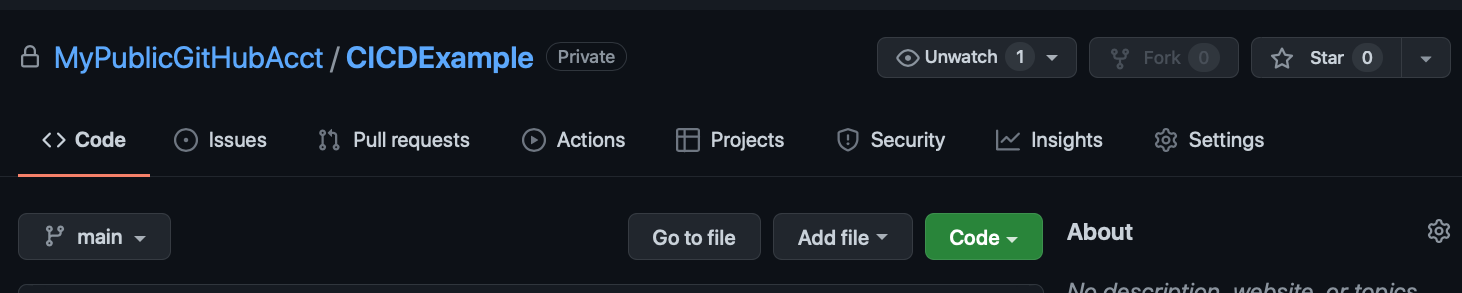 MyPublicGitHubAcct / CICDExample Private Unwatch 1 Fork 0 Star 0
Code Issues Pull requests Actions Projects Security Insights Settings
main Go to file Add file Code About
No description, website, or topics